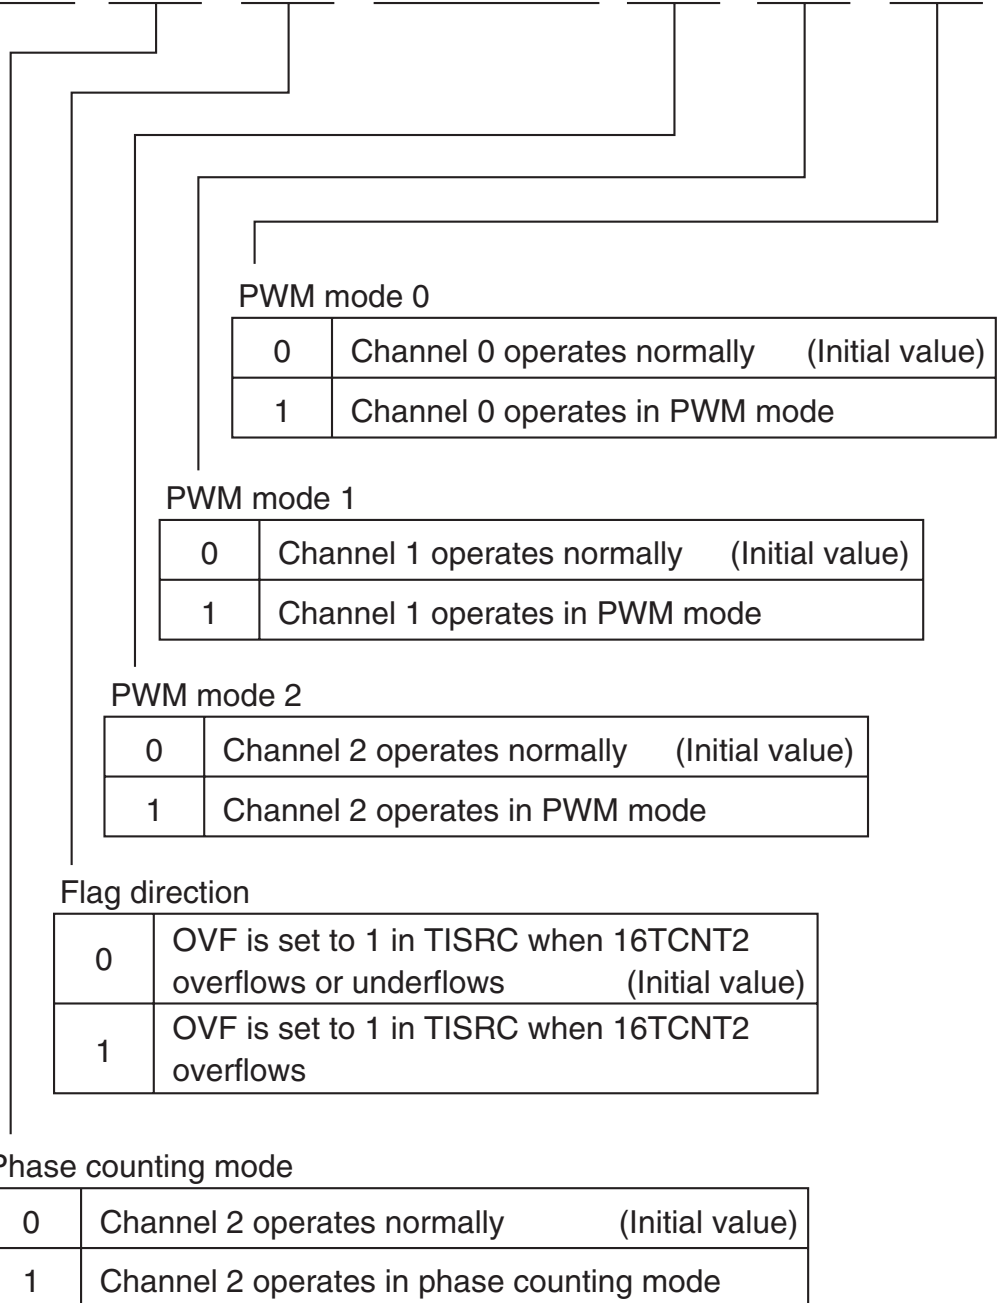 PWM mode 0
0 Channel 0 operates normally (Initial value)
1 Channel 0 operates in PWM mode
PWM mode 1
0 Channel 1 operates normally (Initial value)
1 Channel 1 operates in PWM mode
PWM mode 2
0 Channel 2 operates normally (Initial value)
1 Channel 2 operates in PWM mode
Flag direction
0 OVF is set to 1 in TISRC when 16TCNT2
overflows or underflows (Initial value)
1 OVF is set to 1 in TISRC when 16TCNT2
overflows
Phase counting mode
0 Channel 2 operates normally (Initial value)
1 Channel 2 operates in phase counting mode